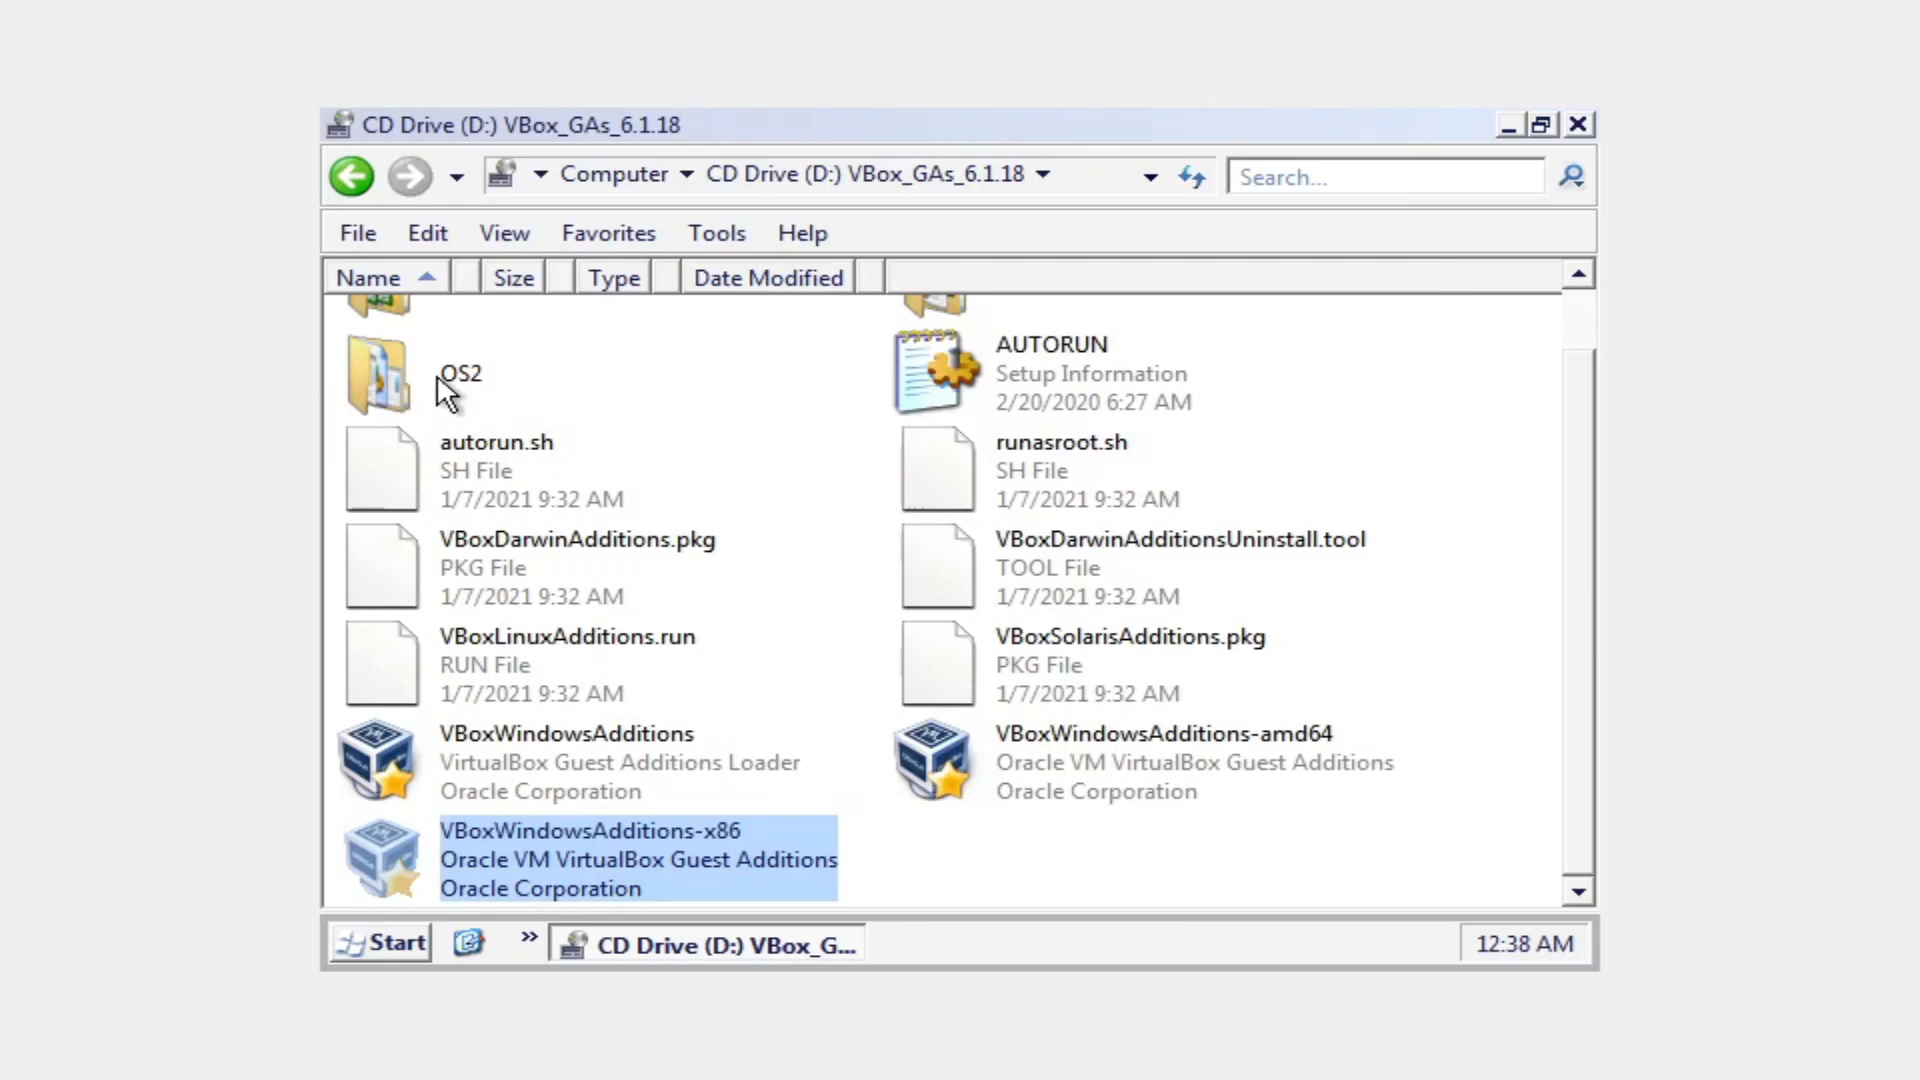 CD Drive (D:) VBox_GAs_6.1.18
Computer CD Drive (D:) VBox_GAs_6.1.18 Search...
File Edit View Favorites Tools Help
Name Size Type Date Modified
OS2
AUTORUN
Setup Information
2/20/2020 6:27 AM
autorun.sh
SH File
1/7/2021 9:32 AM
runasroot.sh
SH File
1/7/2021 9:32 AM
VBoxDarwinAdditions.pkg
PKG File
1/7/2021 9:32 AM
VBoxDarwinAdditionsUninstall.tool
TOOL File
1/7/2021 9:32 AM
VBoxLinuxAdditions.run
RUN File
1/7/2021 9:32 AM
VBoxSolarisAdditions.pkg
PKG File
1/7/2021 9:32 AM
VBoxWindowsAdditions
VirtualBox Guest Additions Loader
Oracle Corporation
VBoxWindowsAdditions-amd64
Oracle VM VirtualBox Guest Additions
Oracle Corporation
VBoxWindowsAdditions-x86
Oracle VM VirtualBox Guest Additions
Oracle Corporation
Start » CD Drive (D:) VBox_G... 12:38 AM